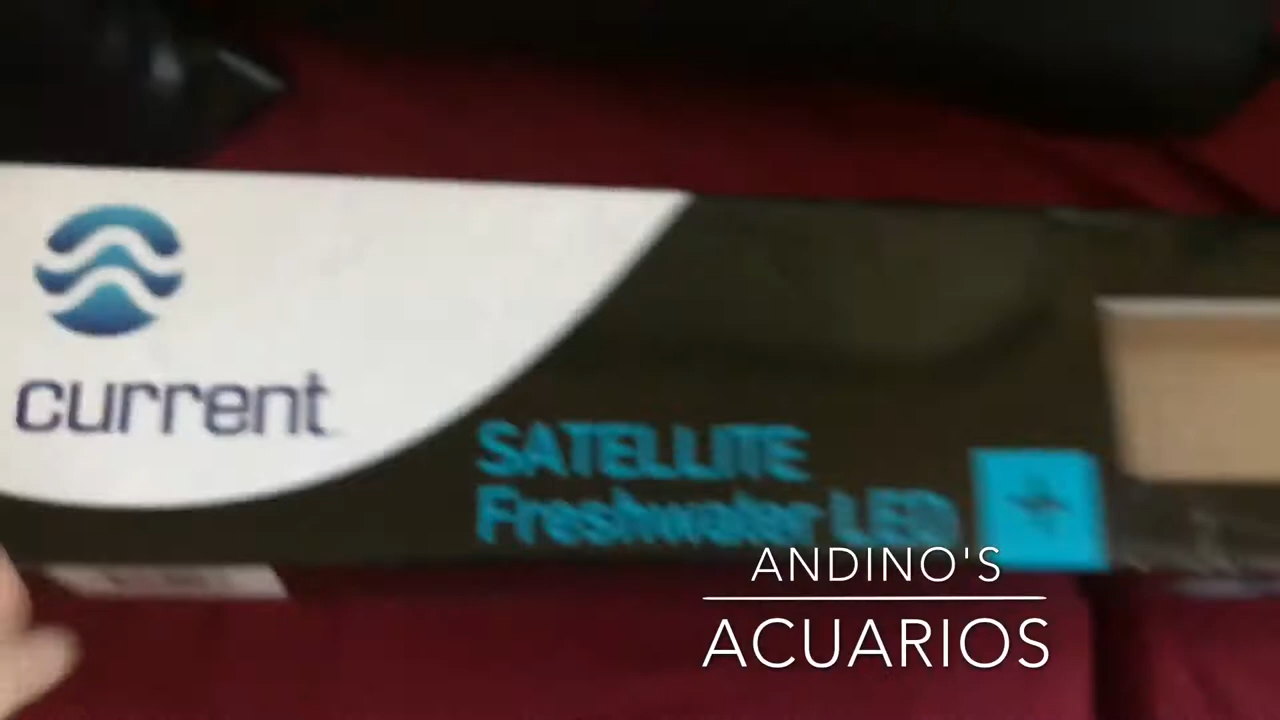 current
SATELLITE
Freshwater LED
+
ANDINO'S
ACUARIOS